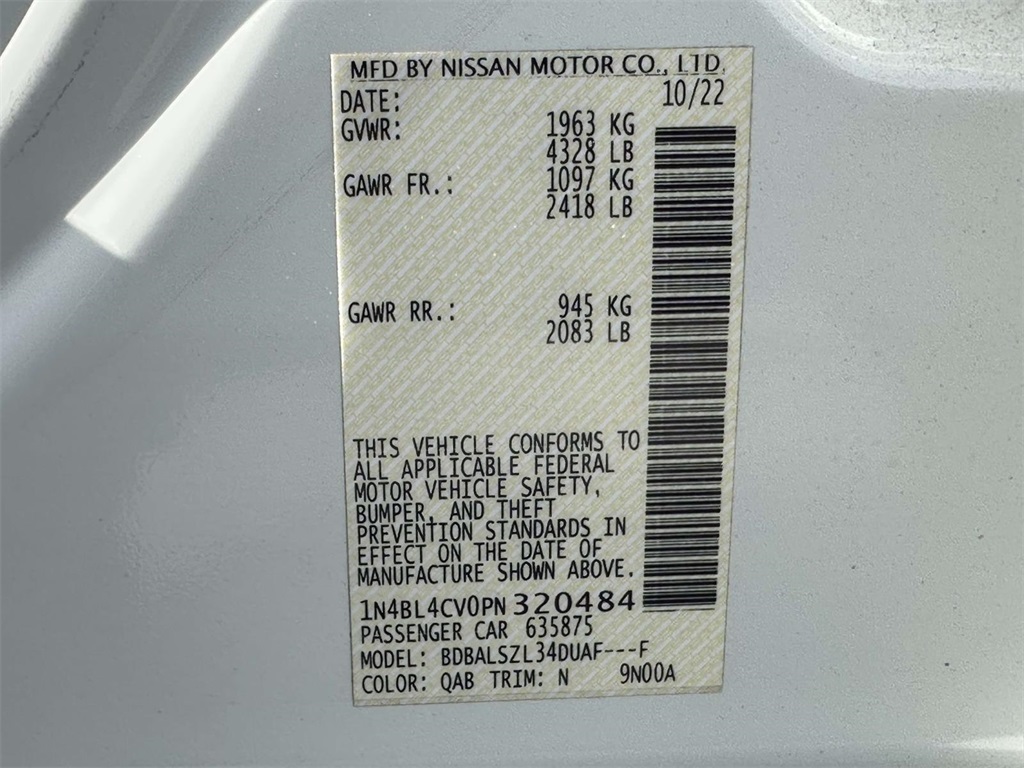 MFD BY NISSAN MOTOR CO., LTD.
DATE: 10/22
GVWR: 1963 KG
4328 LB
GAWR FR.: 1097 KG
2418 LB
GAWR RR.: 945 KG
2083 LB
THIS VEHICLE CONFORMS TO
ALL APPLICABLE FEDERAL
MOTOR VEHICLE SAFETY,
BUMPER, AND THEFT
PREVENTION STANDARDS IN
EFFECT ON THE DATE OF
MANUFACTURE SHOWN ABOVE.
1N4BL4CV0PN 320484
PASSENGER CAR 635875
MODEL: BDBALSZL34DUAF---F
COLOR: QAB TRIM: N 9N00A